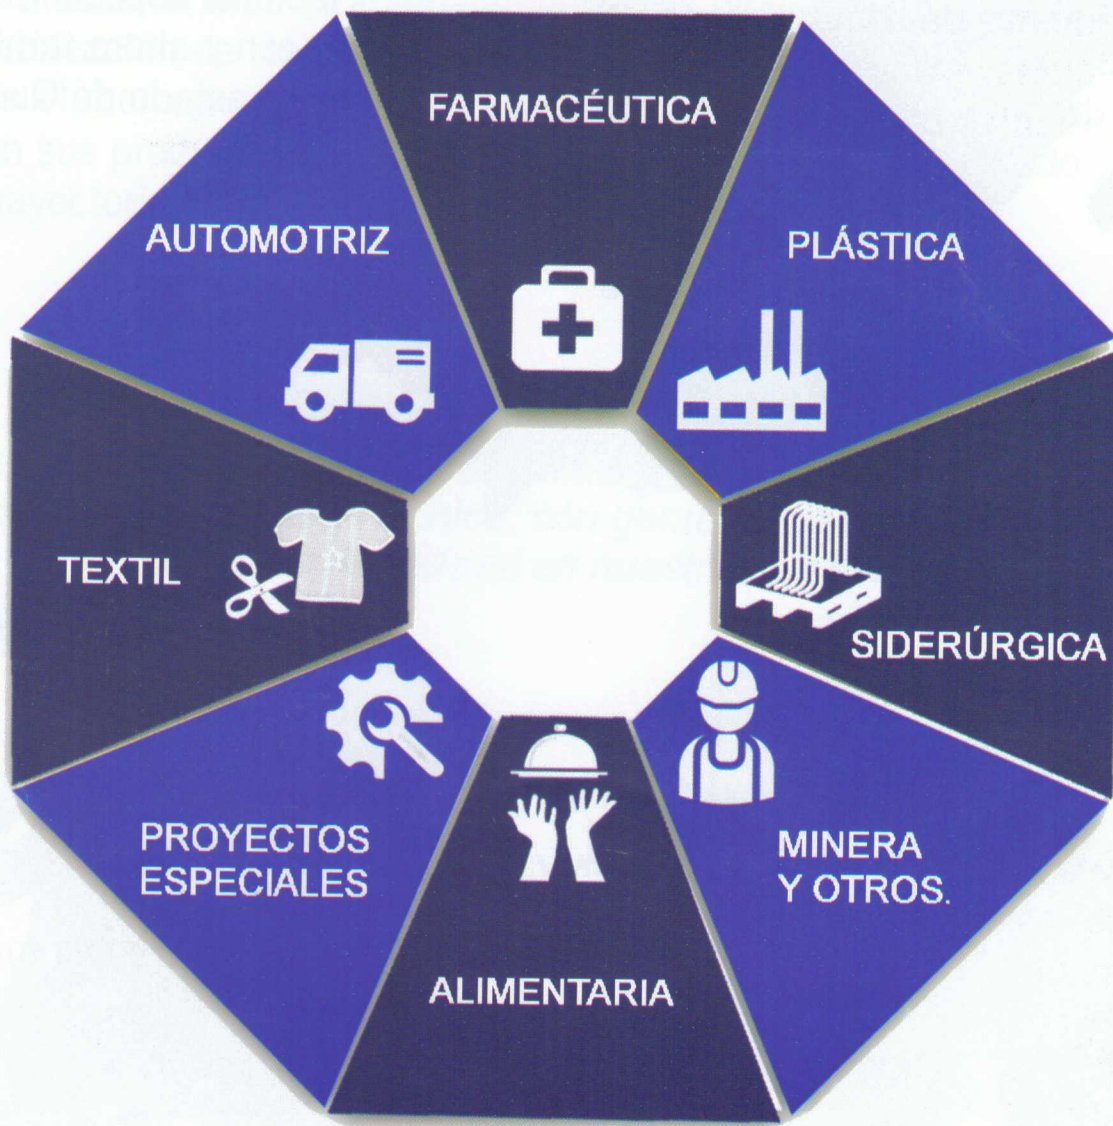 FARMACÉUTICA
AUTOMOTRIZ
PLÁSTICA
TEXTIL
SIDERÚRGICA
PROYECTOS
ESPECIALES
MINERA
Y OTROS.
ALIMENTARIA